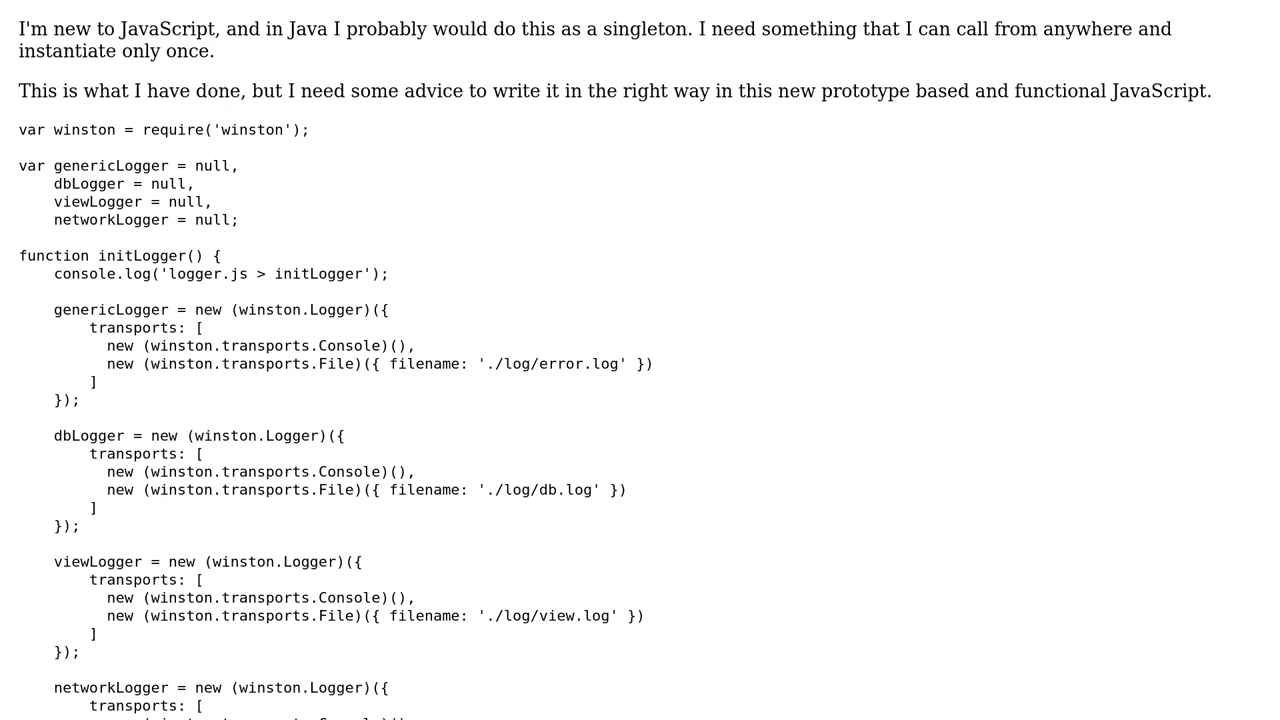 I'm new to JavaScript, and in Java I probably would do this as a singleton. I need something that I can call from anywhere and
instantiate only once.
This is what I have done, but I need some advice to write it in the right way in this new prototype based and functional JavaScript.
var winston = require('winston');
var genericLogger = null,
    dbLogger = null,
    viewLogger = null,
    networkLogger = null;
function initLogger() {
    console.log('logger.js > initLogger');
    genericLogger = new (winston.Logger)({
        transports: [
          new (winston.transports.Console)(),
          new (winston.transports.File)({ filename: './log/error.log' })
        ]
    });
    dbLogger = new (winston.Logger)({
        transports: [
          new (winston.transports.Console)(),
          new (winston.transports.File)({ filename: './log/db.log' })
        ]
    });
    viewLogger = new (winston.Logger)({
        transports: [
          new (winston.transports.Console)(),
          new (winston.transports.File)({ filename: './log/view.log' })
        ]
    });
    networkLogger = new (winston.Logger)({
        transports: [